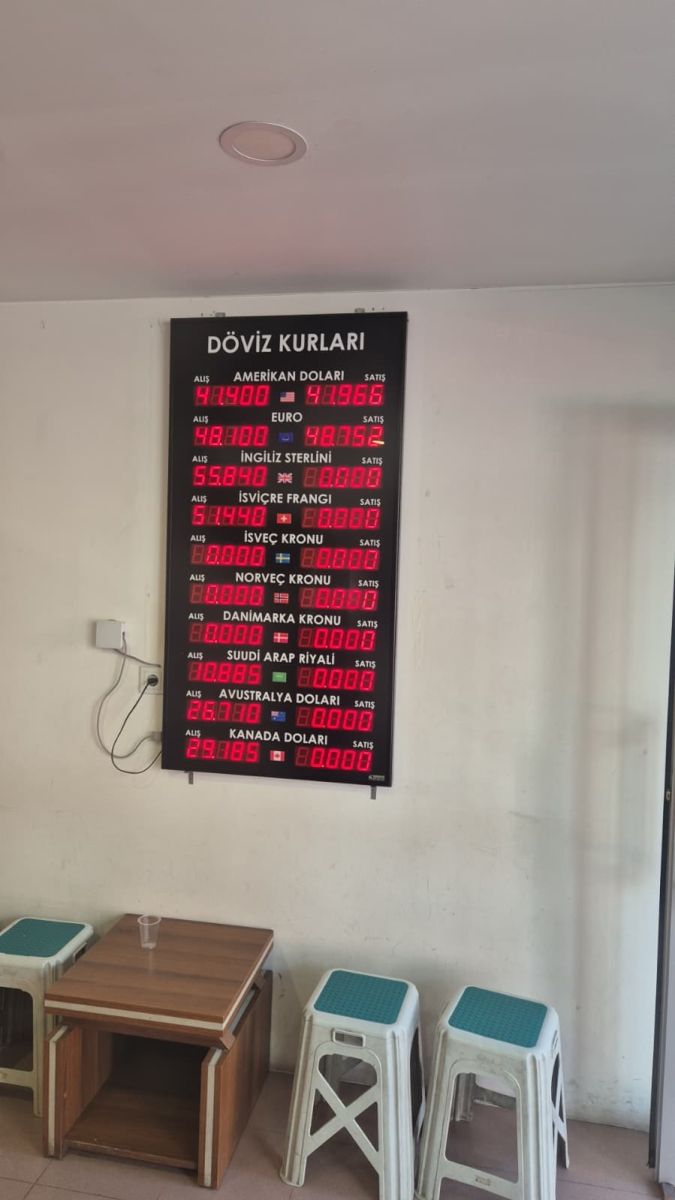 DÖVİZ KURLARI
ALIŞ AMERİKAN DOLARI SATIŞ
41.400 41.966
ALIŞ EURO SATIŞ
48.100 48.752
ALIŞ İNGİLİZ STERLİNİ SATIŞ
55.840 0.000
ALIŞ İSVİÇRE FRANGI SATIŞ
51.440 0.000
ALIŞ İSVEÇ KRONU SATIŞ
0.000 0.000
ALIŞ NORVEÇ KRONU SATIŞ
0.000 0.000
ALIŞ DANİMARKA KRONU SATIŞ
0.000 0.000
ALIŞ SUUDİ ARAP RİYALİ SATIŞ
10.885 0.000
ALIŞ AVUSTRALYA DOLARI SATIŞ
26.710 0.000
ALIŞ KANADA DOLARI SATIŞ
29.185 0.000